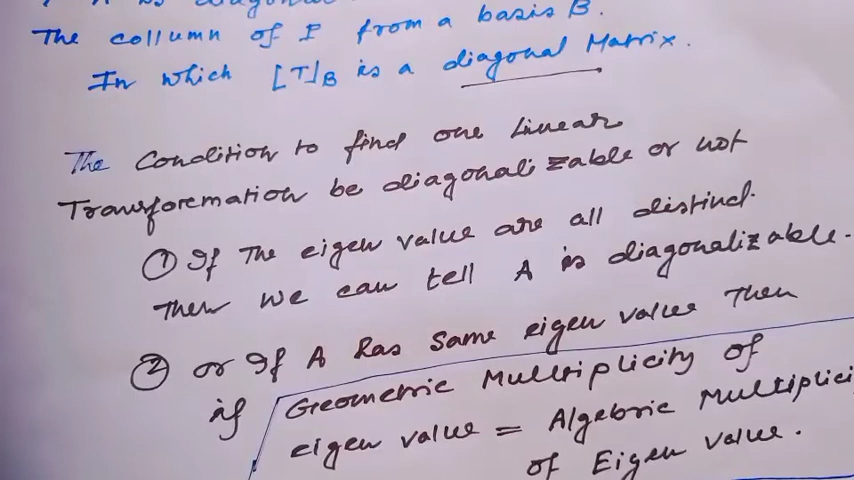 A is diagonal
The collumn of P from a basis B.
In which [T]B is a diagonal Matrix.
The Condition to find one Linear
Transformation be diagonalizable or not
① If The eigen value are all distinct.
Then we can tell A is diagonalizable.
② or If A has same eigen value Then
if Geometric Multiplicity of
eigen value = Algebric Multiplici
of Eigen value.